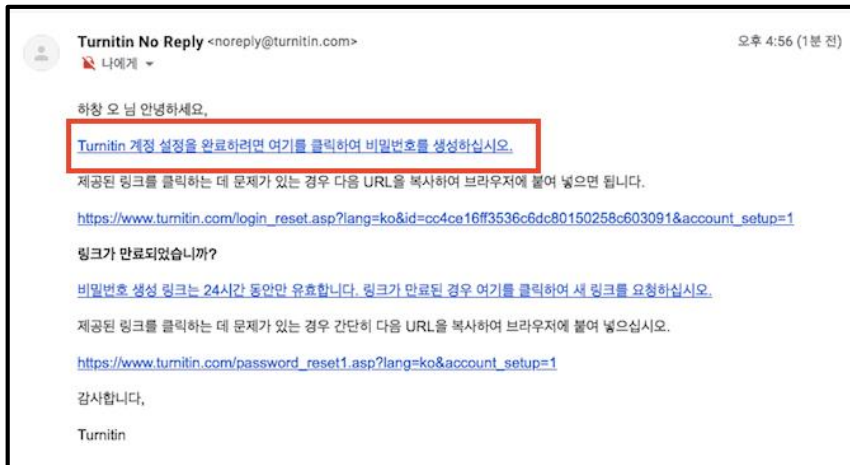 Turnitin No Reply <noreply@turnitin.com>
오후 4:56 (1분 전)
나에게
하창 오 님 안녕하세요,
Turnitin 계정 설정을 완료하려면 여기를 클릭하여 비밀번호를 생성하십시오.
제공된 링크를 클릭하는 데 문제가 있는 경우 다음 URL을 복사하여 브라우저에 붙여 넣으면 됩니다.
https://www.turnitin.com/login_reset.asp?lang=ko&id=cc4ce16ff3536c6dc80150258c603091&account_setup=1
링크가 만료되었습니까?
비밀번호 생성 링크는 24시간 동안만 유효합니다. 링크가 만료된 경우 여기를 클릭하여 새 링크를 요청하십시오.
제공된 링크를 클릭하는 데 문제가 있는 경우 간단히 다음 URL을 복사하여 브라우저에 붙여 넣으십시오.
https://www.turnitin.com/password_reset1.asp?lang=ko&account_setup=1
감사합니다,
Turnitin